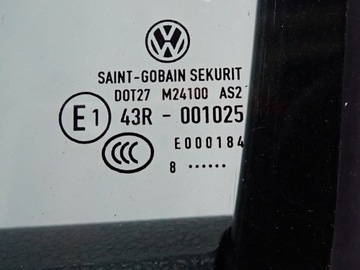 SAINT-GOBAIN SEKURIT
DOT27 M24100 AS2
E1 43R - 001025
E000184
CCC
8 ······